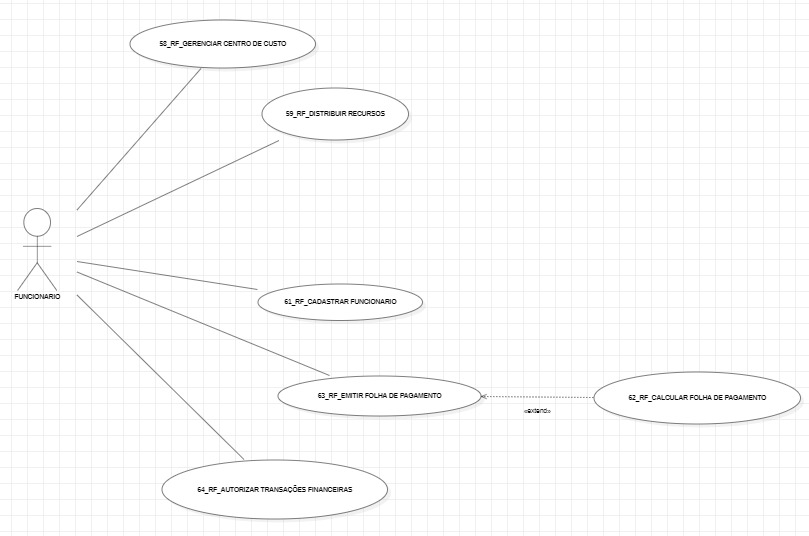 58_RF_GERENCIAR CENTRO DE CUSTO
59_RF_DISTRIBUIR RECURSOS
FUNCIONARIO
61_RF_CADASTRAR FUNCIONARIO
63_RF_EMITIR FOLHA DE PAGAMENTO
62_RF_CALCULAR FOLHA DE PAGAMENTO
«extend»
64_RF_AUTORIZAR TRANSAÇÕES FINANCEIRAS